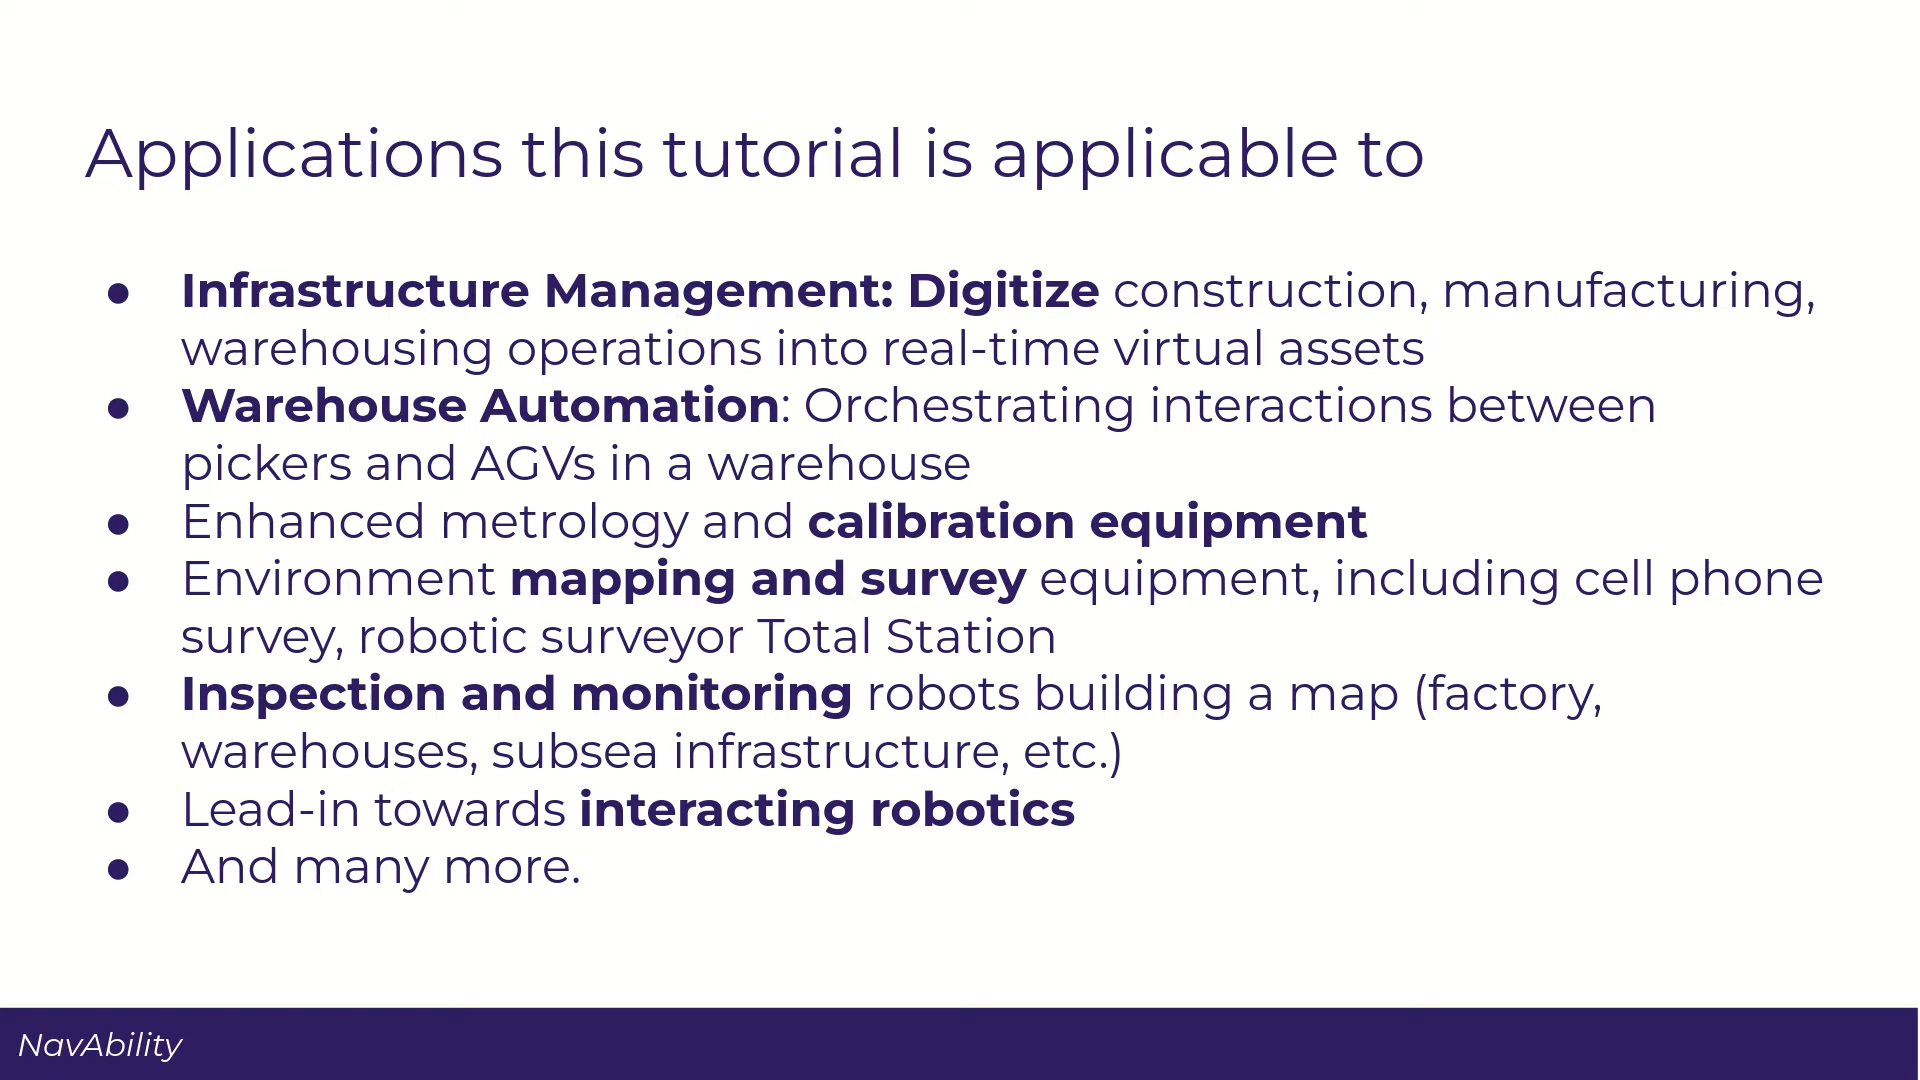 Applications this tutorial is applicable to
● Infrastructure Management: Digitize construction, manufacturing,
warehousing operations into real-time virtual assets
● Warehouse Automation: Orchestrating interactions between
pickers and AGVs in a warehouse
● Enhanced metrology and calibration equipment
● Environment mapping and survey equipment, including cell phone
survey, robotic surveyor Total Station
● Inspection and monitoring robots building a map (factory,
warehouses, subsea infrastructure, etc.)
● Lead-in towards interacting robotics
● And many more.
NavAbility